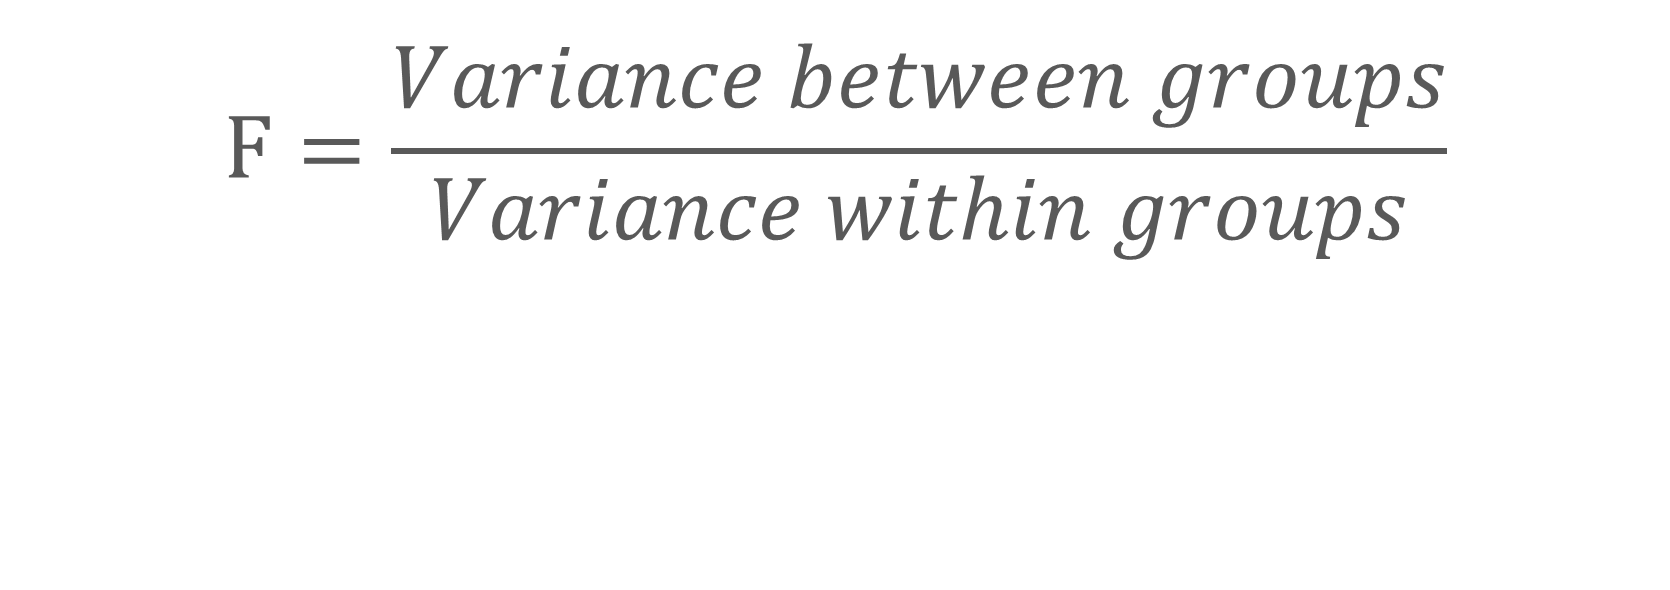 F = Variance between groups
Variance within groups